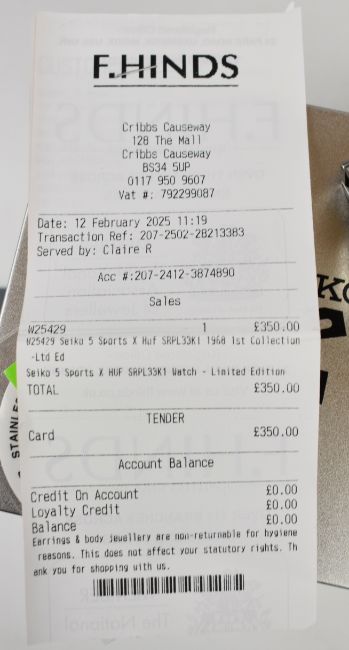 F.HINDS
Cribbs Causeway
128 The Mall
Cribbs Causeway
BS34 5UP
0117 950 9607
Vat #: 792299087
Date: 12 February 2025 11:19
Transaction Ref: 207-2502-28213383
Served by: Claire R
Acc #:207-2412-3874890
Sales
W25429 1 £350.00
W25429 Seiko 5 Sports X Huf SRPL33K1 1968 1st Collection
-Ltd Ed
Seiko 5 Sports X HUF SRPL33K1 Watch - Limited Edition
TOTAL £350.00
TENDER
Card £350.00
Account Balance
Credit On Account £0.00
Loyalty Credit £0.00
Balance £0.00
Earrings & body jewellery are non-returnable for hygiene
reasons. This does not affect your statutory rights. Th
ank you for shopping with us.
STAINLES